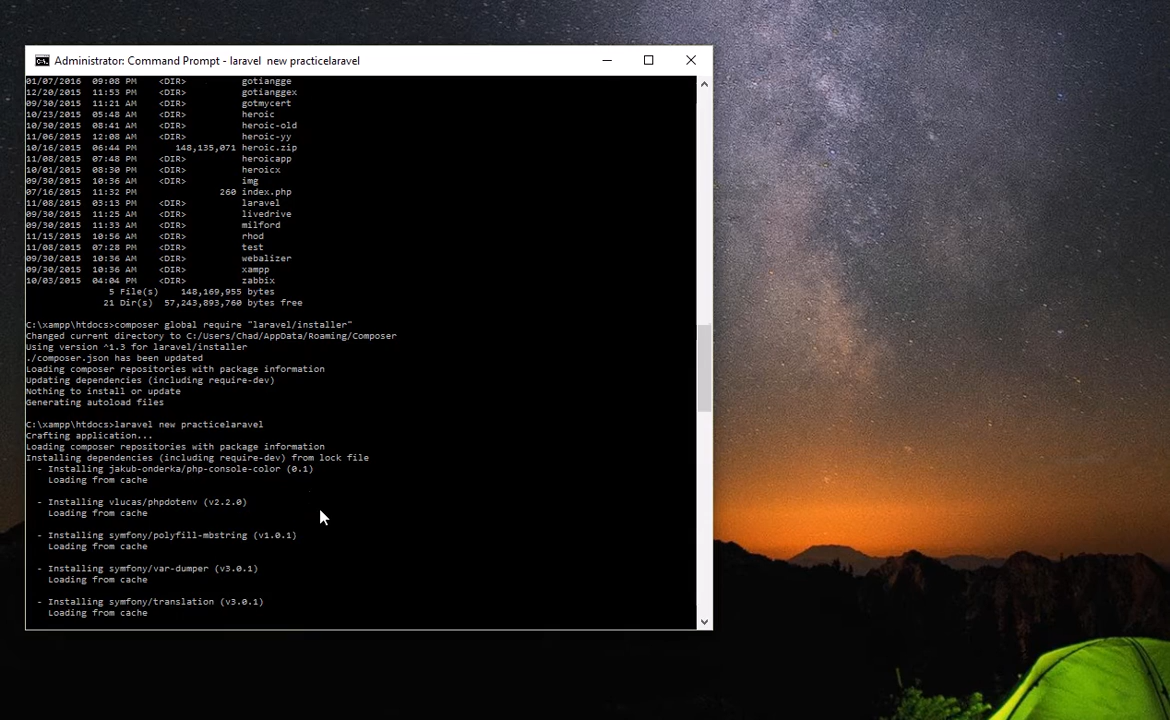 Administrator: Command Prompt - laravel  new practicelaravel
01/07/2016  09:08 PM    <DIR>          gotiangge
12/20/2015  11:53 PM    <DIR>          gotianggex
09/30/2015  11:21 AM    <DIR>          gotmycert
10/23/2015  05:48 AM    <DIR>          heroic
10/30/2015  08:41 AM    <DIR>          heroic-old
11/06/2015  12:08 AM    <DIR>          heroic-yy
10/16/2015  06:44 PM       148,135,071 heroic.zip
11/08/2015  07:48 PM    <DIR>          heroicapp
10/01/2015  08:30 PM    <DIR>          heroicx
09/30/2015  10:36 AM    <DIR>          img
07/16/2015  11:32 PM               260 index.php
11/08/2015  03:13 PM    <DIR>          laravel
09/30/2015  11:25 AM    <DIR>          livedrive
09/30/2015  11:33 AM    <DIR>          milford
11/15/2015  10:56 AM    <DIR>          rhod
11/08/2015  07:28 PM    <DIR>          test
09/30/2015  10:36 AM    <DIR>          webalizer
09/30/2015  10:36 AM    <DIR>          xampp
10/03/2015  04:04 PM    <DIR>          zabbix
5 File(s)    148,169,955 bytes
21 Dir(s)  57,243,893,760 bytes free
C:\xampp\htdocs>composer global require "laravel/installer"
Changed current directory to C:/Users/Chad/AppData/Roaming/Composer
Using version ^1.3 for laravel/installer
./composer.json has been updated
Loading composer repositories with package information
Updating dependencies (including require-dev)
Nothing to install or update
Generating autoload files
C:\xampp\htdocs>laravel new practicelaravel
Crafting application...
Loading composer repositories with package information
Installing dependencies (including require-dev) from lock file
- Installing jakub-onderka/php-console-color (0.1)
Loading from cache
- Installing vlucas/phpdotenv (v2.2.0)
Loading from cache
- Installing symfony/polyfill-mbstring (v1.0.1)
Loading from cache
- Installing symfony/var-dumper (v3.0.1)
Loading from cache
- Installing symfony/translation (v3.0.1)
Loading from cache